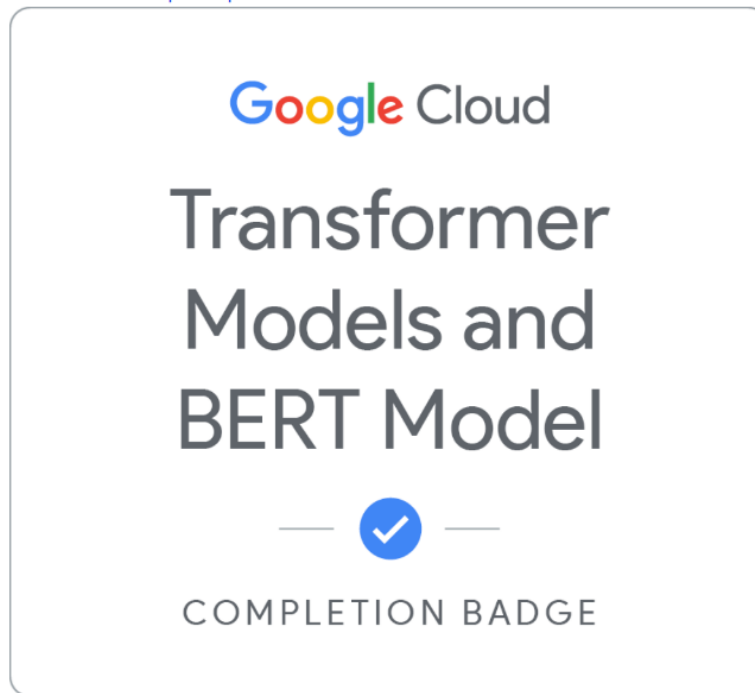 Google Cloud
Transformer
Models and
BERT Model
COMPLETION BADGE